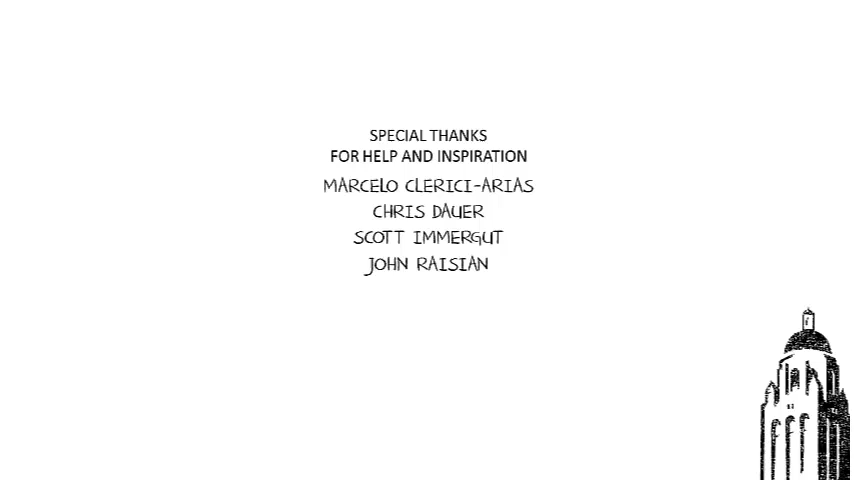 SPECIAL THANKS
FOR HELP AND INSPIRATION
MARCELO CLERICI-ARIAS
CHRIS DAUER
SCOTT IMMERGUT
JOHN RAISIAN